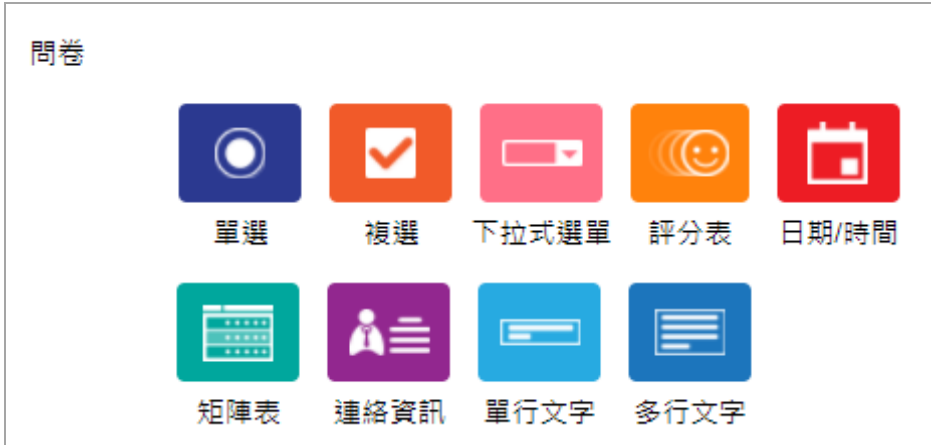 問卷
單選 複選 下拉式選單 評分表 日期/時間
矩陣表 連絡資訊 單行文字 多行文字